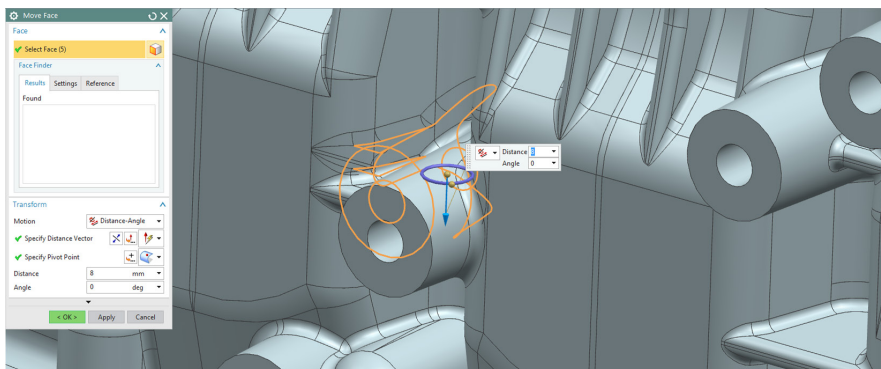 Move Face
Face
Select Face (5)
Face Finder
Results Settings Reference
Found
Transform
Motion Distance-Angle
Specify Distance Vector
Specify Pivot Point
Distance 8 mm
Angle 0 deg
< OK > Apply Cancel
Distance 8
Angle 0